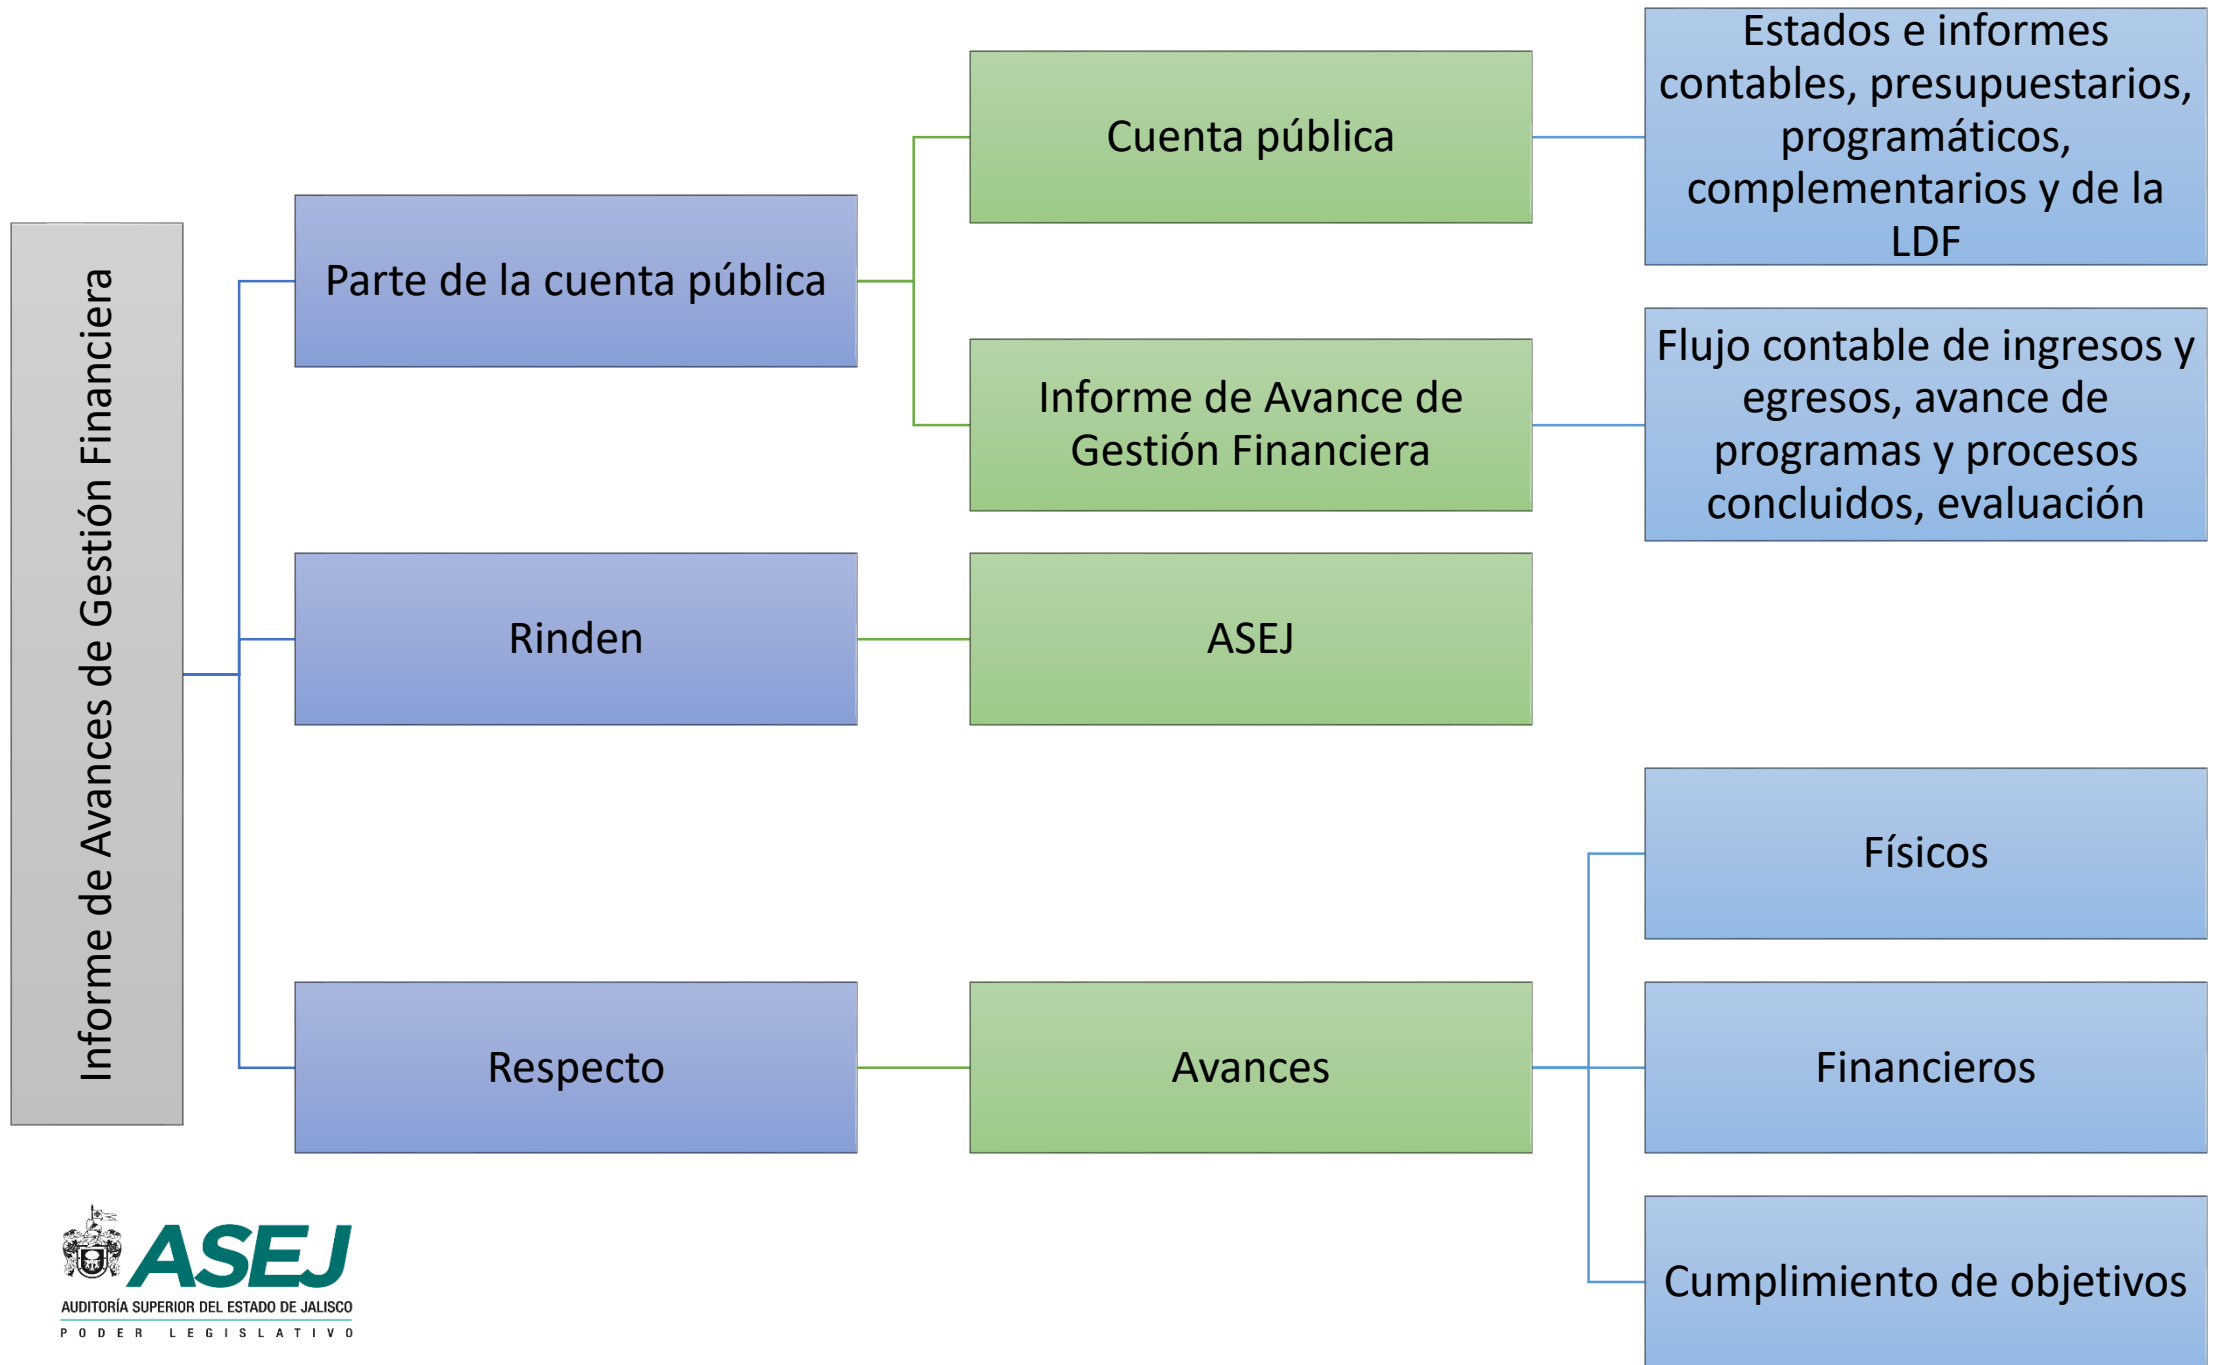 Informe de Avances de Gestión Financiera
Parte de la cuenta pública
Cuenta pública
Estados e informes
contables, presupuestarios,
programáticos,
complementarios y de la
LDF
Informe de Avance de
Gestión Financiera
Flujo contable de ingresos y
egresos, avance de
programas y procesos
concluidos, evaluación
Rinden
ASEJ
Respecto
Avances
Físicos
Financieros
Cumplimiento de objetivos
ASEJ
AUDITORÍA SUPERIOR DEL ESTADO DE JALISCO
PODER LEGISLATIVO